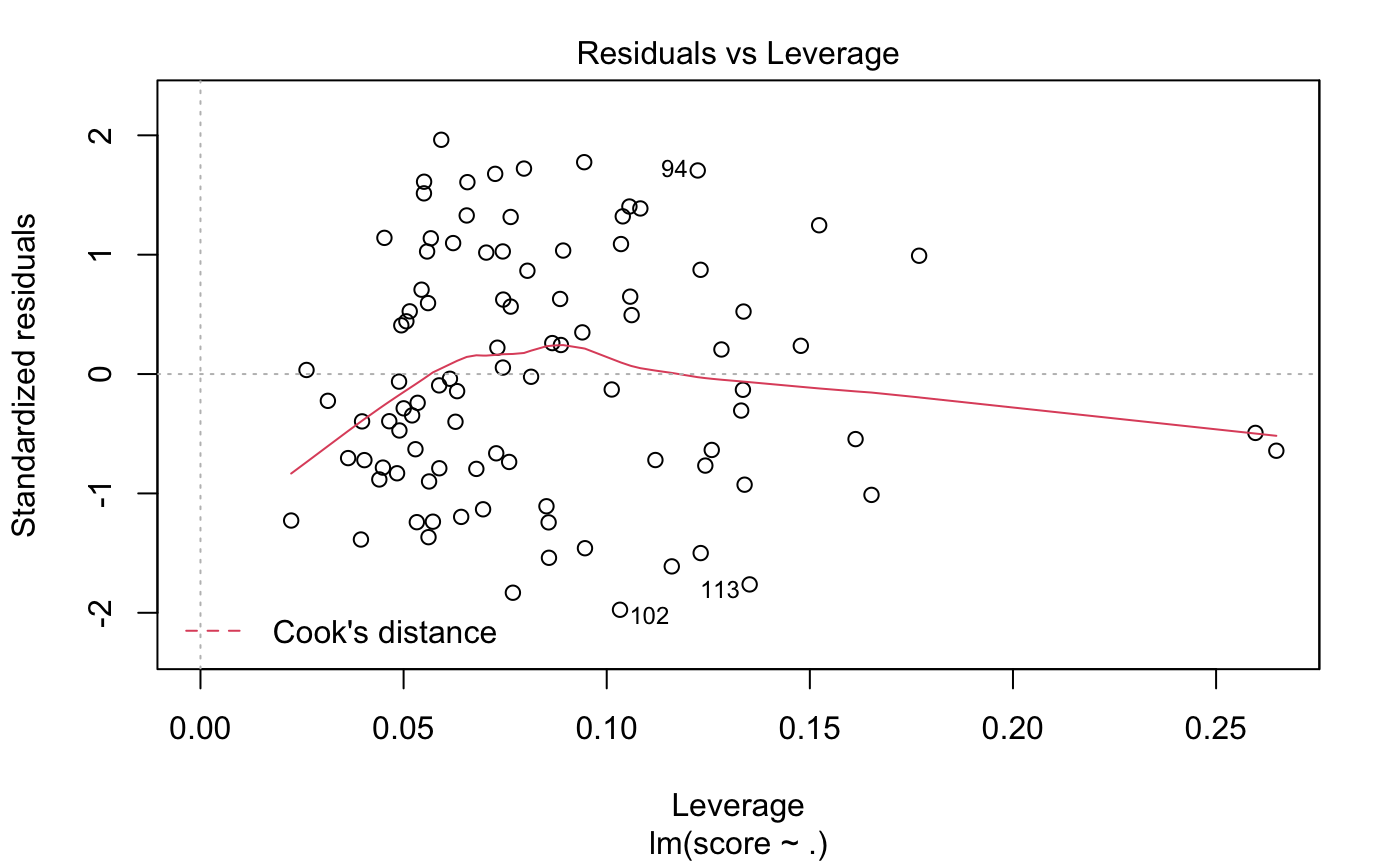 Residuals vs Leverage
Standardized residuals
2
1
0
-1
-2
94
113
102
Cook's distance
0.00 0.05 0.10 0.15 0.20 0.25
Leverage
lm(score ~ .)